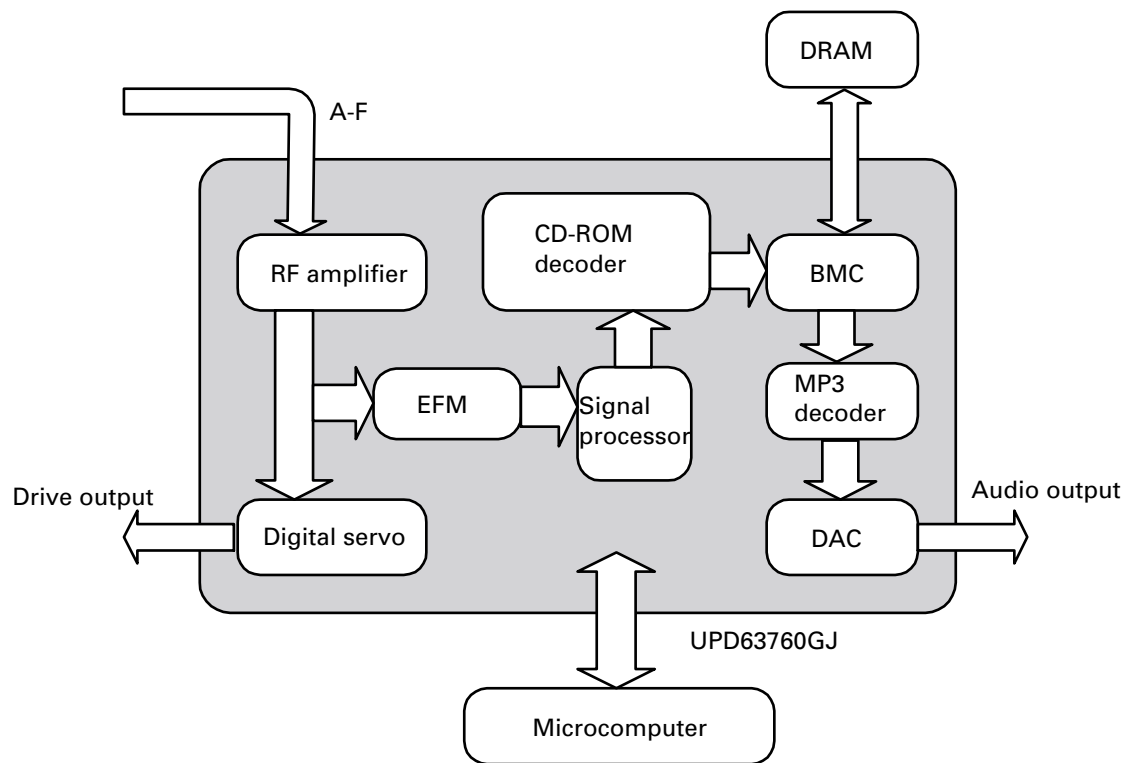 DRAM
A-F
CD-ROM
decoder
RF amplifier
BMC
MP3
decoder
EFM
Signal
processor
Drive output
Audio output
Digital servo
DAC
UPD63760GJ
Microcomputer